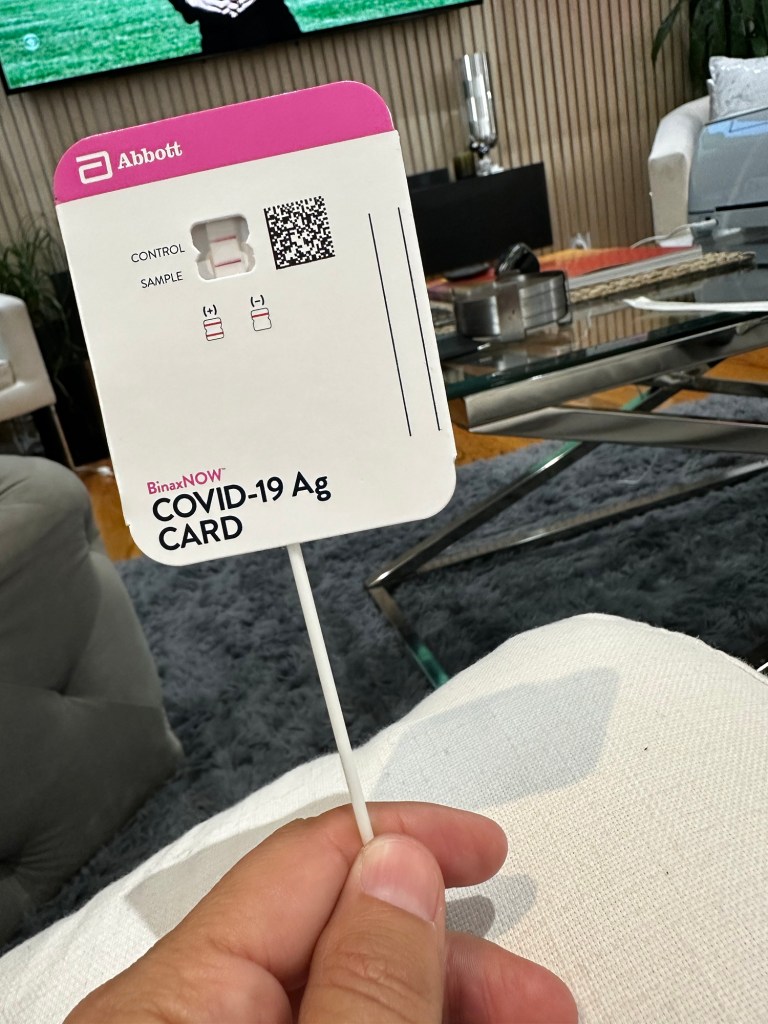 Abbott
CONTROL
SAMPLE
(+) (-)
BinaxNOW™
COVID-19 Ag
CARD